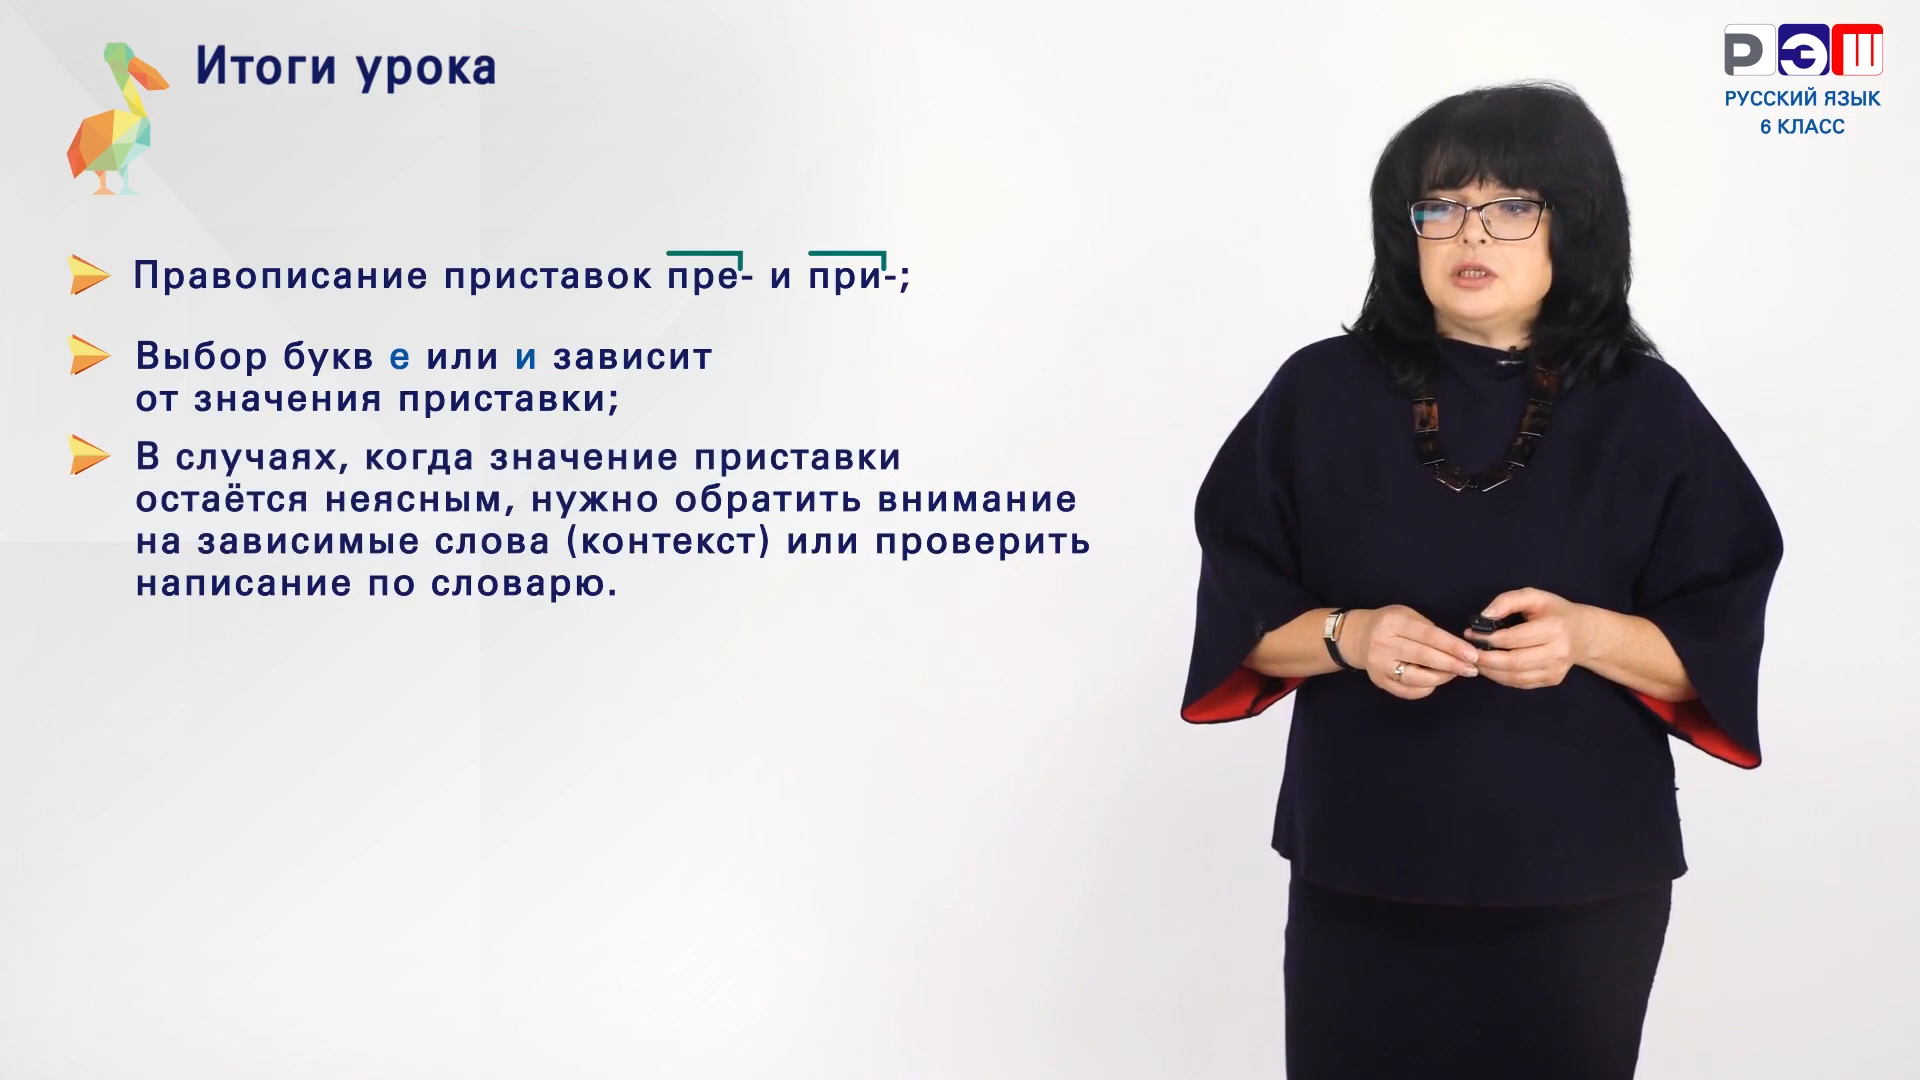 Итоги урока
РЭШ
РУССКИЙ ЯЗЫК
6 КЛАСС
Правописание приставок пре- и при-;
Выбор букв е или и зависит
от значения приставки;
В случаях, когда значение приставки
остаётся неясным, нужно обратить внимание
на зависимые слова (контекст) или проверить
написание по словарю.